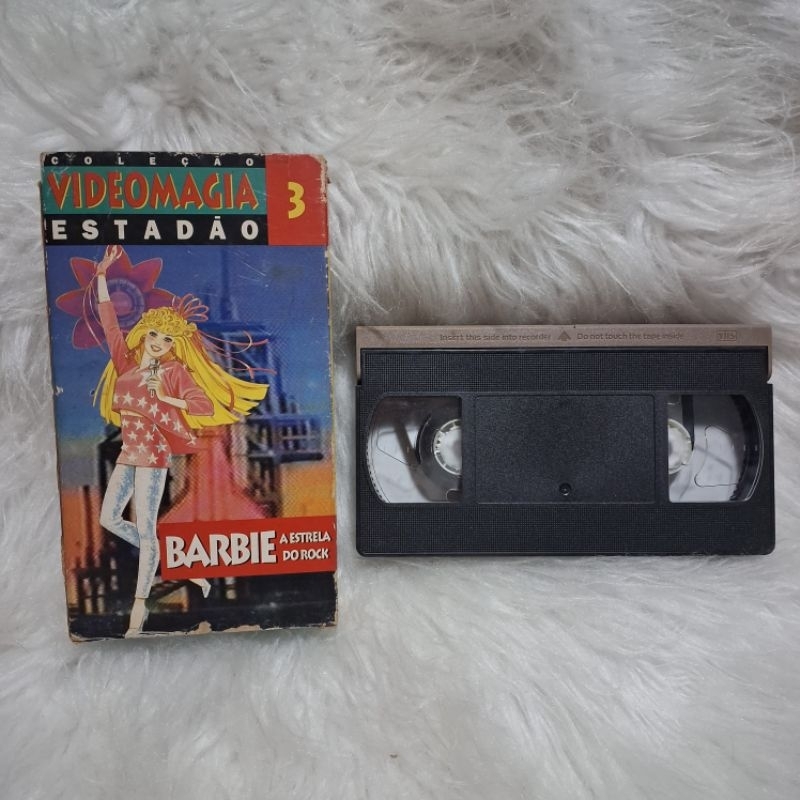 COLEÇÃO
VIDEOMAGIA
3
ESTADÃO
BARBIE A ESTRELA
DO ROCK
Insert this side into recorder Do not touch the tape inside VHS